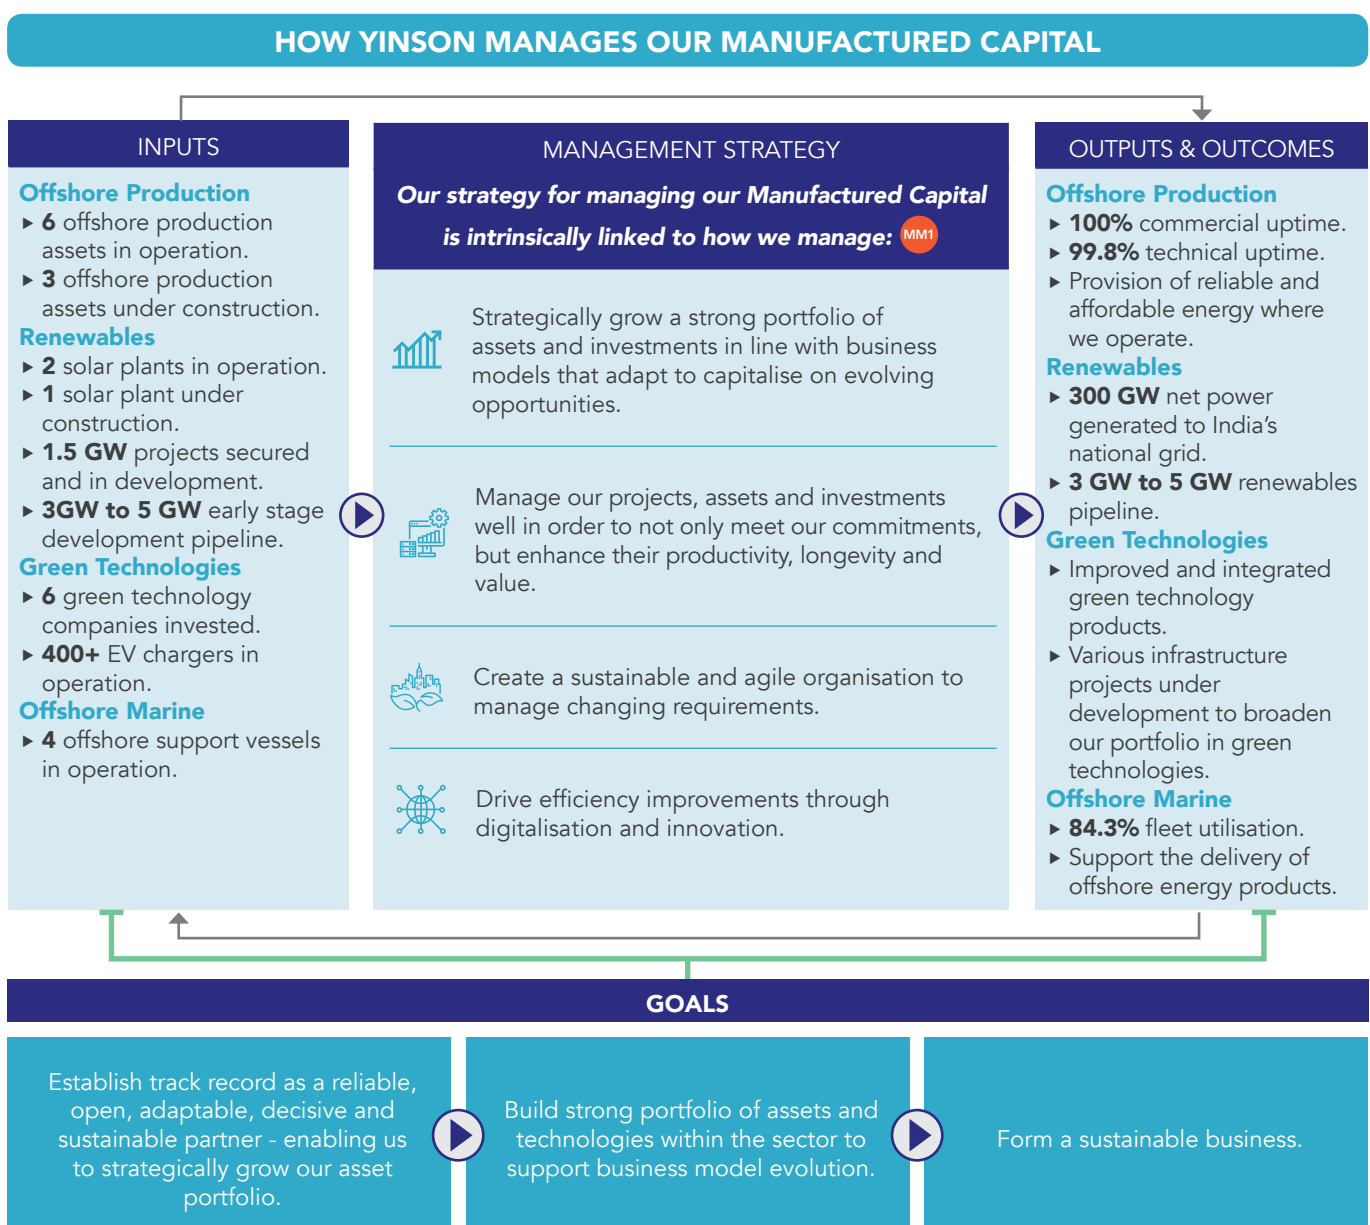 HOW YINSON MANAGES OUR MANUFACTURED CAPITAL
INPUTS
Offshore Production
▸ 6 offshore production
assets in operation.
▸ 3 offshore production
assets under construction.
Renewables
▸ 2 solar plants in operation.
▸ 1 solar plant under
construction.
▸ 1.5 GW projects secured
and in development.
▸ 3GW to 5 GW early stage
development pipeline.
Green Technologies
▸ 6 green technology
companies invested.
▸ 400+ EV chargers in
operation.
Offshore Marine
▸ 4 offshore support vessels
in operation.
MANAGEMENT STRATEGY
Our strategy for managing our Manufactured Capital
is intrinsically linked to how we manage: MM1
Strategically grow a strong portfolio of
assets and investments in line with business
models that adapt to capitalise on evolving
opportunities.
Manage our projects, assets and investments
well in order to not only meet our commitments,
but enhance their productivity, longevity and
value.
Create a sustainable and agile organisation to
manage changing requirements.
Drive efficiency improvements through
digitalisation and innovation.
OUTPUTS & OUTCOMES
Offshore Production
▸ 100% commercial uptime.
▸ 99.8% technical uptime.
▸ Provision of reliable and
affordable energy where
we operate.
Renewables
▸ 300 GW net power
generated to India's
national grid.
▸ 3 GW to 5 GW renewables
pipeline.
Green Technologies
▸ Improved and integrated
green technology
products.
▸ Various infrastructure
projects under
development to broaden
our portfolio in green
technologies.
Offshore Marine
▸ 84.3% fleet utilisation.
▸ Support the delivery of
offshore energy products.
GOALS
Establish track record as a reliable,
open, adaptable, decisive and
sustainable partner - enabling us
to strategically grow our asset
portfolio.
Build strong portfolio of assets and
technologies within the sector to
support business model evolution.
Form a sustainable business.